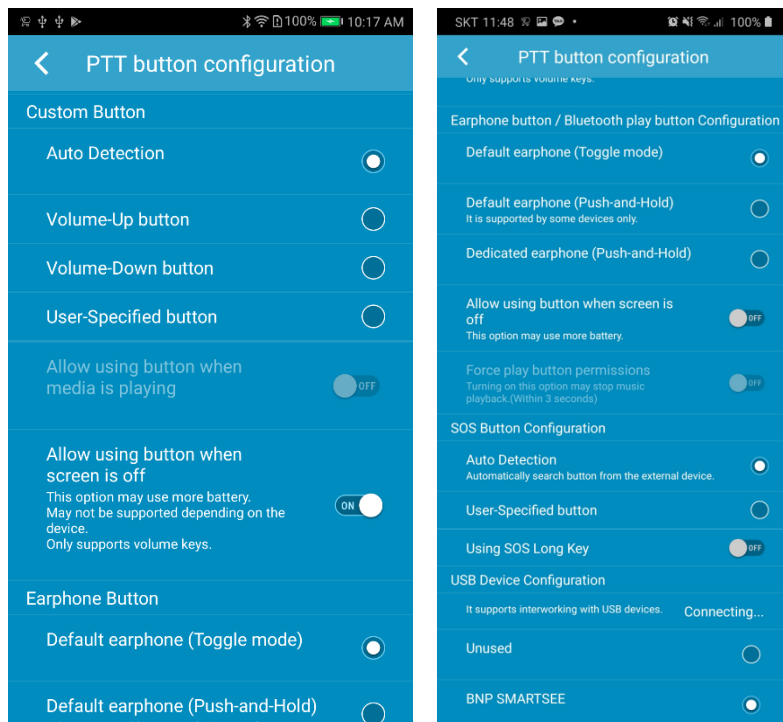 100% 10:17 AM
PTT button configuration
Custom Button
Auto Detection
Volume-Up button
Volume-Down button
User-Specified button
Allow using button when
media is playing
OFF
Allow using button when
screen is off
This option may use more battery.
May not be supported depending on the
device.
Only supports volume keys.
ON
Earphone Button
Default earphone (Toggle mode)
Default earphone (Push-and-Hold)
SKT 11:48 100%
PTT button configuration
Only supports volume keys.
Earphone button / Bluetooth play button Configuration
Default earphone (Toggle mode)
Default earphone (Push-and-Hold)
It is supported by some devices only.
Dedicated earphone (Push-and-Hold)
Allow using button when screen is
off
This option may use more battery.
OFF
Force play button permissions
Turning on this option may stop music
playback.(Within 3 seconds)
OFF
SOS Button Configuration
Auto Detection
Automatically search button from the external device.
User-Specified button
Using SOS Long Key
OFF
USB Device Configuration
It supports interworking with USB devices. Connecting...
Unused
BNP SMARTSEE